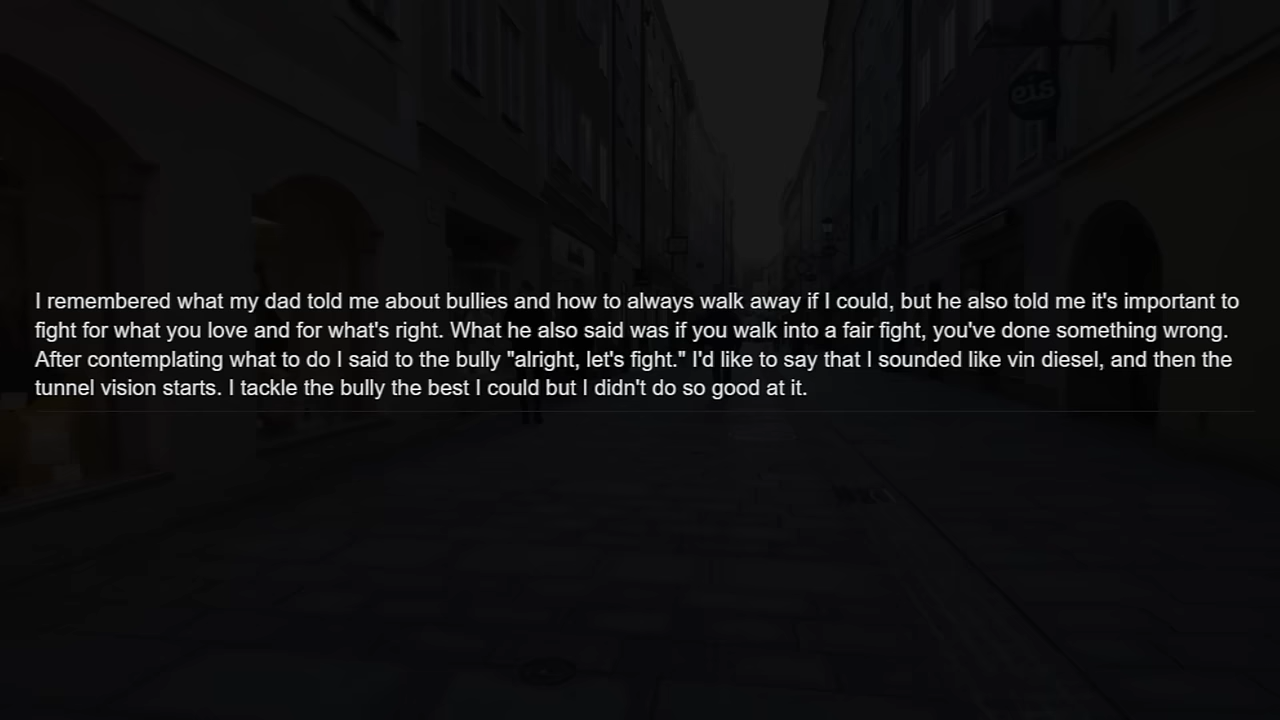 eis
I remembered what my dad told me about bullies and how to always walk away if I could, but he also told me it's important to
fight for what you love and for what's right. What he also said was if you walk into a fair fight, you've done something wrong.
After contemplating what to do I said to the bully "alright, let's fight." I'd like to say that I sounded like vin diesel, and then the
tunnel vision starts. I tackle the bully the best I could but I didn't do so good at it.